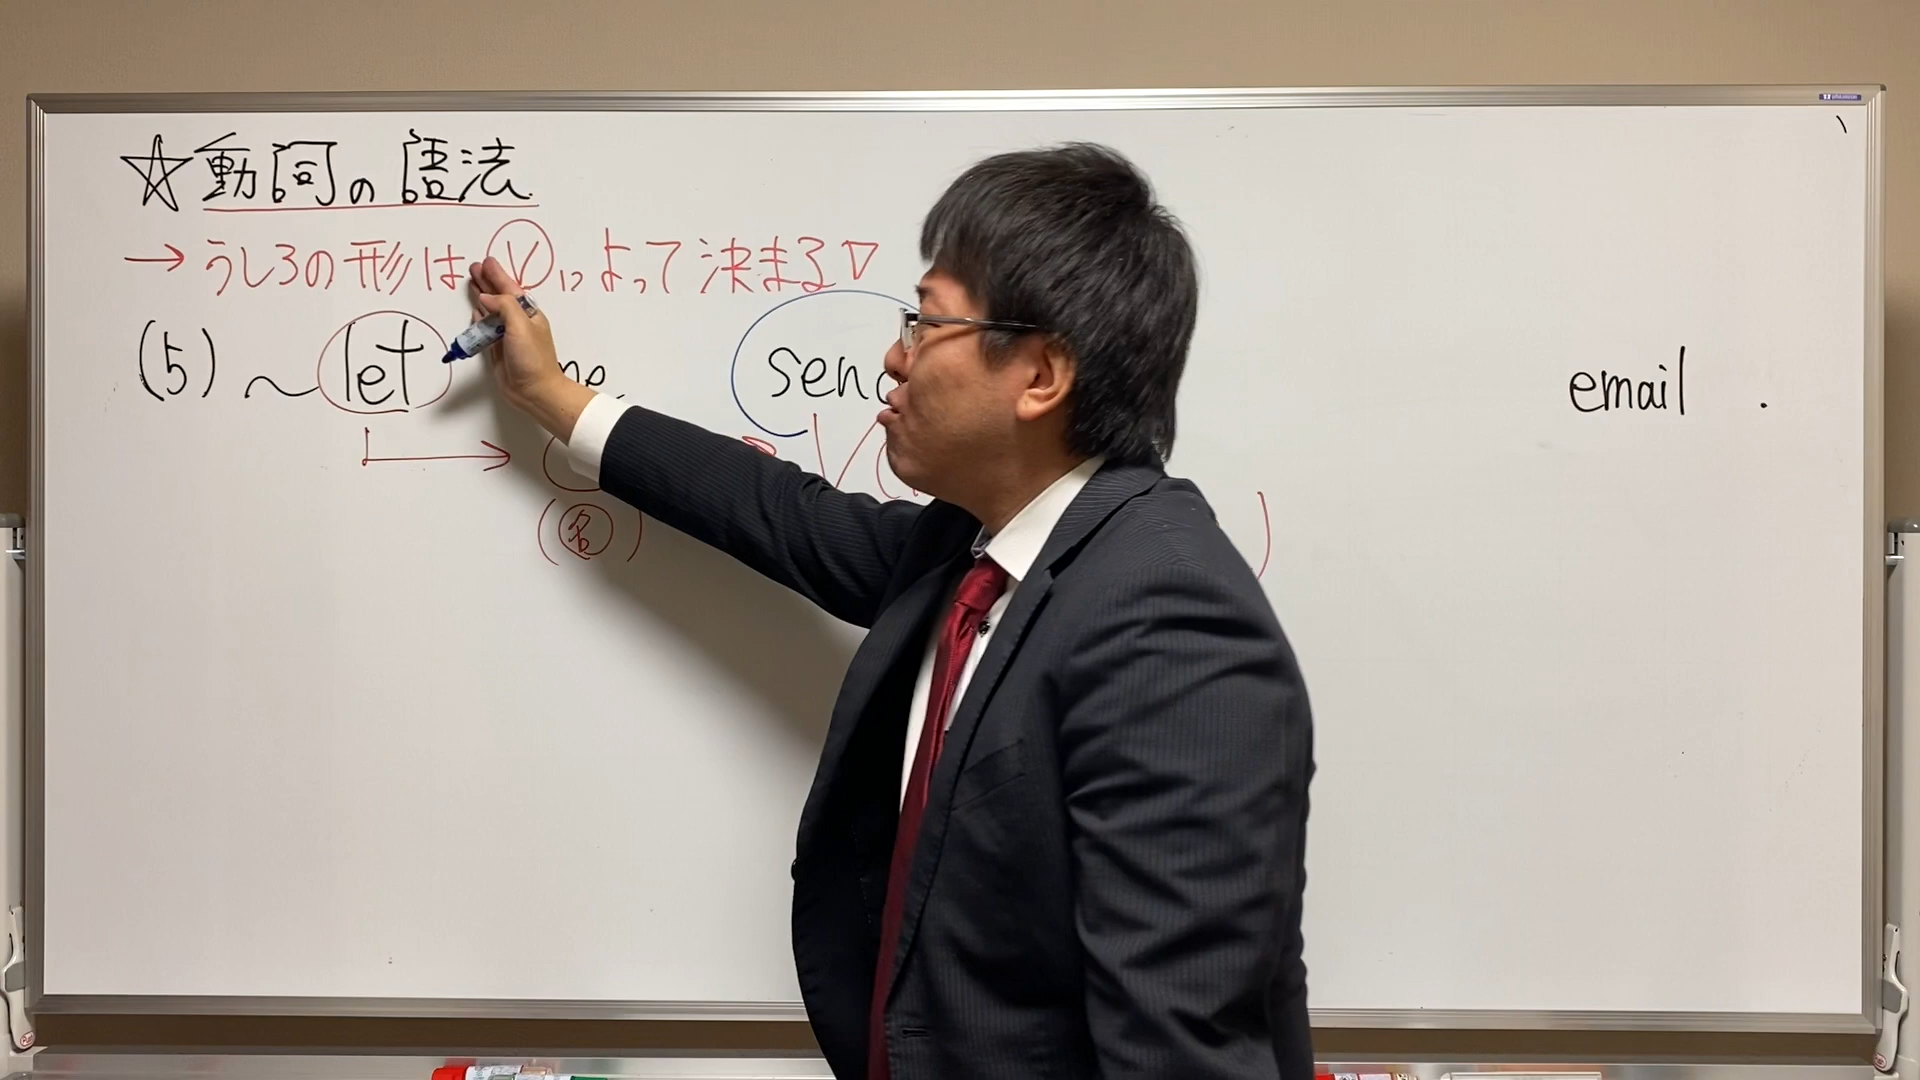 ☆動詞の語法
→うしろの形はⓋによって決まる▽
(5) ~ let me send email .
(名)